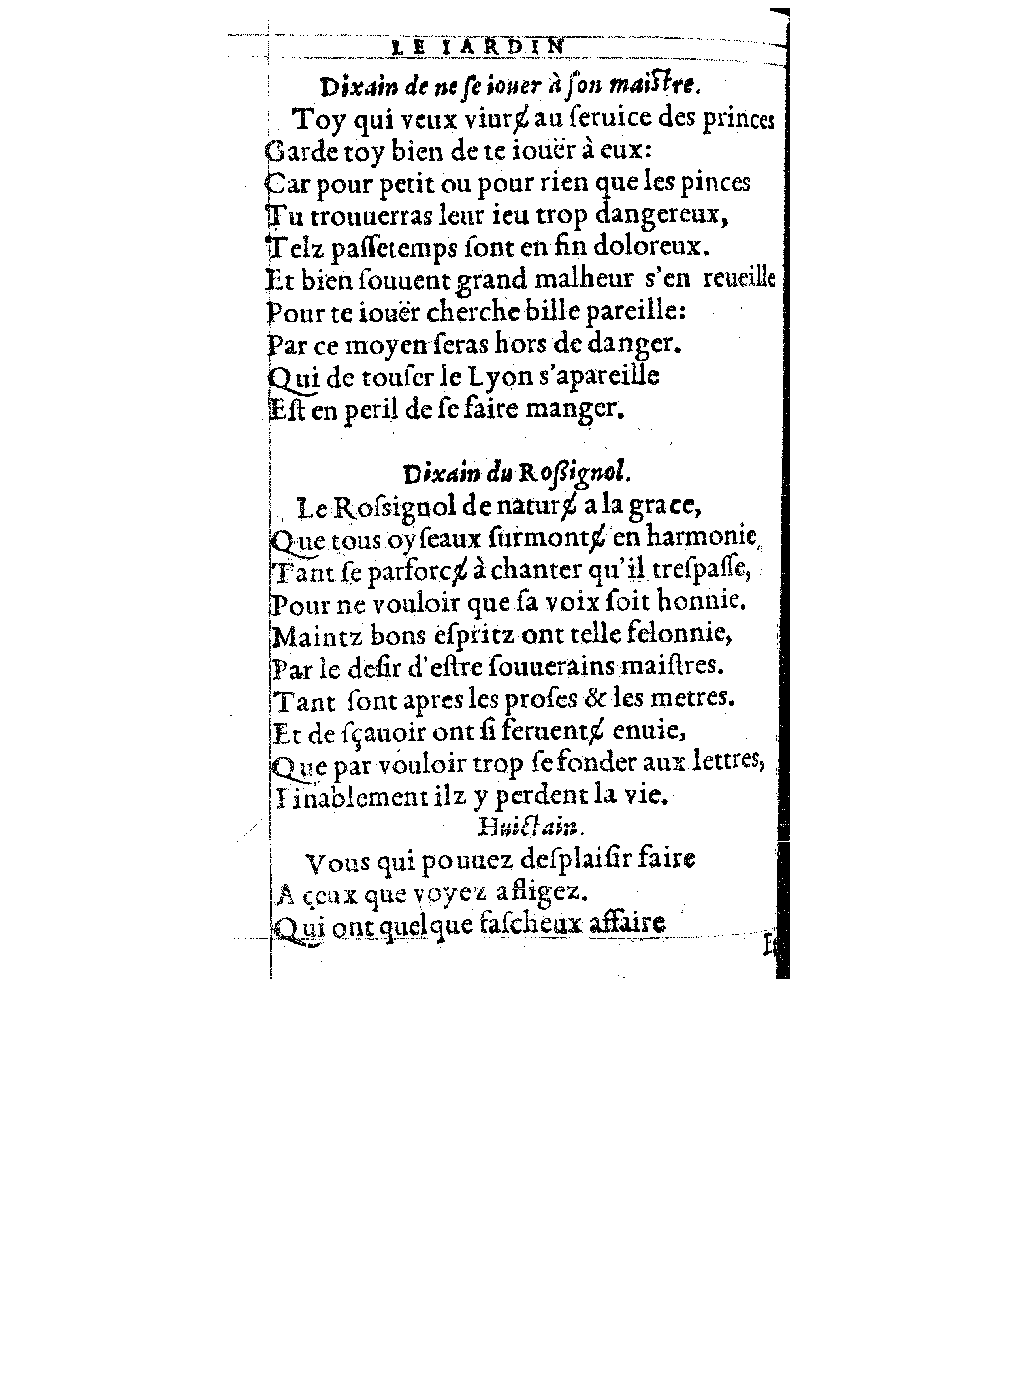 LE IARDIN
Dixain de ne ſe iouer à ſon maiſtre.
Toy qui veux viurɇ au ſeruice des princes
Garde toy bien de te iouër à eux:
Car pour petit ou pour rien que les pinces
Tu trouuerras leur ieu trop dangereux,
Telz paſſetemps ſont en fin doloreux.
Et bien ſouuent grand malheur s'en reueille
Pour te iouër cherche bille pareille:
Par ce moyen ſeras hors de danger.
Qui de touſer le Lyon s'apareille
Eſt en peril de ſe faire manger.
Dixain du Roßignol.
Le Roſsignol de naturɇ a la grace,
Que tous oyſeaux ſurmontɇ en harmonie,
Tant ſe parforcɇ à chanter qu'il treſpaſſe,
Pour ne vouloir que ſa voix ſoit honnie.
Maintz bons eſpritz ont telle felonnie,
Par le deſir d'eſtre ſouuerains maiſtres.
Tant ſont apres les proſes & les metres.
Et de ſçauoir ont ſi feruentɇ enuie,
Que par vouloir trop ſe fonder aux lettres,
Finablement ilz y perdent la vie.
Huictain.
Vous qui pouuez deſplaiſir faire
A çeux que voyez afligez.
Qui ont quelque faſcheux affaire